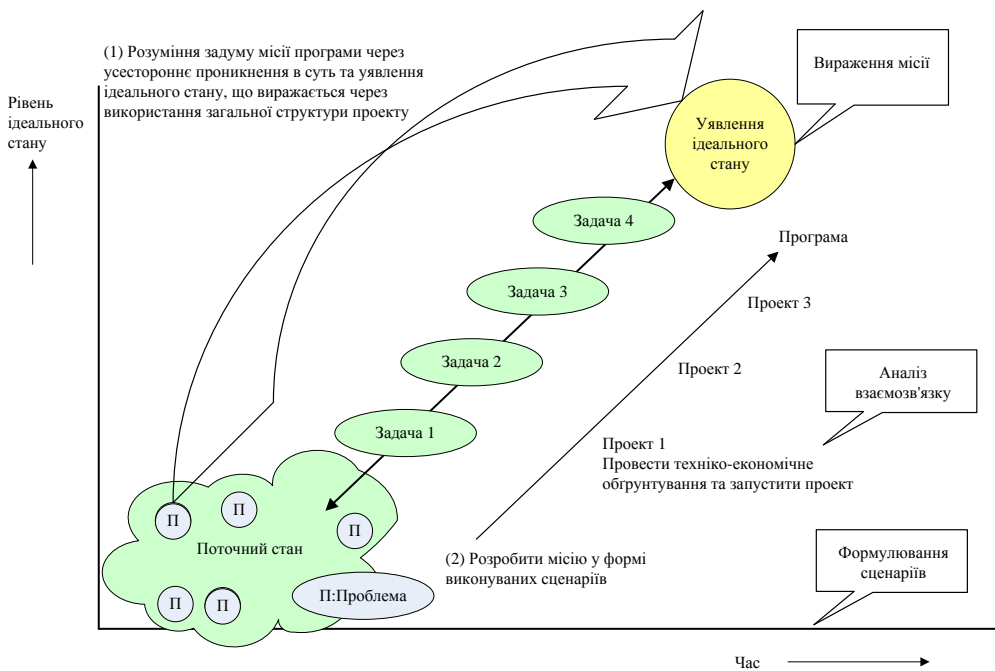 (1) Розуміння задуму місії програми через
усестороннє проникнення в суть та уявлення
ідеального стану, що виражається через
використання загальної структури проекту
Вираження місії
Рівень
ідеального
стану
Уявлення
ідеального
стану
Задача 4
Програма
Задача 3
Проект 3
Задача 2
Проект 2
Аналіз
взаємозв'язку
Задача 1
Проект 1
Провести техніко-економічне
обґрунтування та запустити проект
П
П
П
Поточний стан
(2) Розробити місію у формі
виконуваних сценаріїв
Формулювання
сценаріїв
П
П
П:Проблема
Час